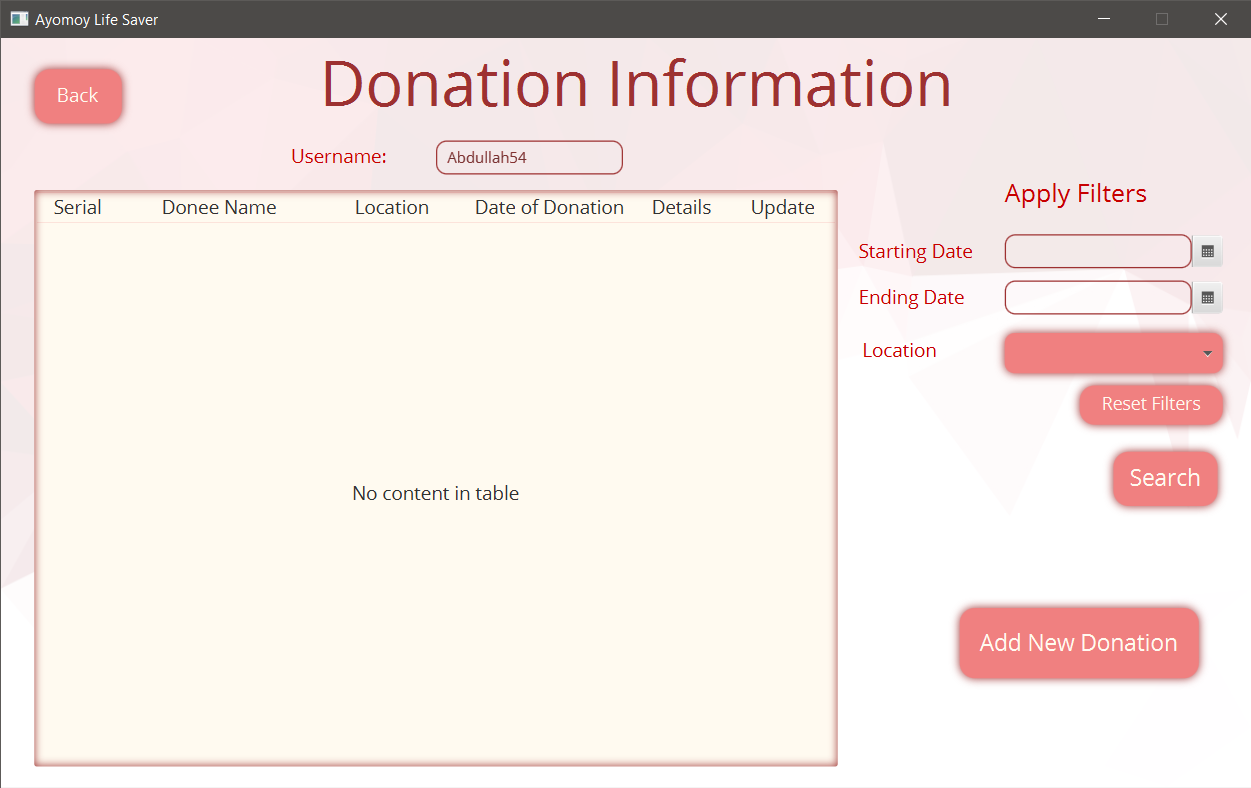 Ayomoy Life Saver
Back
Donation Information
Username:
Abdullah54
Serial Donee Name Location Date of Donation Details Update
No content in table
Apply Filters
Starting Date
Ending Date
Location
Reset Filters
Search
Add New Donation